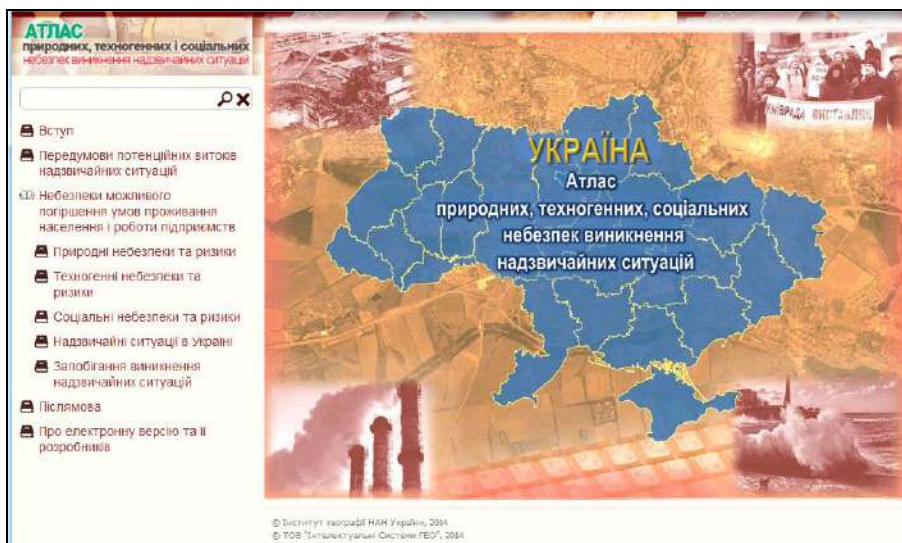 АТЛАС
природних, техногенних і соціальних
небезпек виникнення надзвичайних ситуацій
Вступ
Передумови потенційних витоків
надзвичайних ситуацій
Небезпеки можливого
погіршення умов проживання
населення і роботи підприємств
Природні небезпеки та ризики
Техногенні небезпеки та
ризики
Соціальні небезпеки та ризики
Надзвичайні ситуації в Україні
Запобігання виникнення
надзвичайних ситуацій
Післямова
Про електронну версію та її
розробників
УКРАЇНА
Атлас
природних, техногенних, соціальних
небезпек виникнення
надзвичайних ситуацій
© Інститут географії НАН України, 2014
© ТОВ "Інтелектуальні Системи ГЕО", 2014